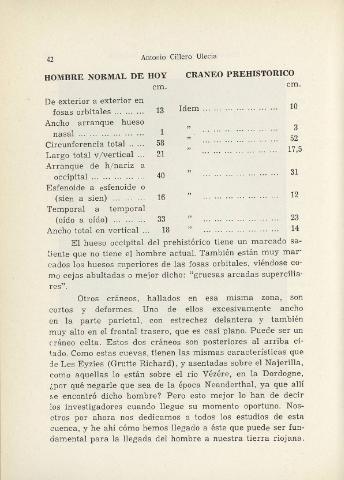 42 Antonio Cillero Ulecia
HOMBRE NORMAL DE HOY CRANEO PREHISTORICO
cm. cm.
De exterior a exterior en
fosas orbitales ... ... ... 13 Idem ... ... ... ... ... ... ... 10
Ancho arranque hueso
nasal ... ... ... ... ... ... 1 ” ... ... ... ... ... ... ... 3
Circunferencia total ... ... 58 ” ... ... ... ... ... ... ... 52
Largo total v/vertical ... 21 ” ... ... ... ... ... ... ... 17,5
Arranque de h/nariz a
occipital ... ... ... ... ... 40 ” ... ... ... ... ... ... ... 31
Esfenoide a esfenoide o
(sien a sien) ... ... ... 16 ” ... ... ... ... ... ... ... 12
Temporal a temporal
(oído a oído) ... ... ... 33 ” ... ... ... ... ... ... ... 23
Ancho total en vertical ... 18 ” ... ... ... ... ... ... ... 14
El hueso occipital del prehistórico tiene un marcado sa-
liente que no tiene el hombre actual. También están muy mar-
cados los huesos superiores de las fosas orbitales, viéndose co-
mo cejas abultadas o mejor dicho: "gruesas arcadas supercilia-
res".
Otros cráneos, hallados en esa misma zona, son
cortos y deformes. Uno de ellos excesivamente ancho
en la parte parietal, con estrechez delantera y también
muy alto en el frontal trasero, que es casi plano. Puede ser un
cráneo celta. Estos dos cráneos son posteriores al arriba ci-
tado. Como estas cuevas, tienen las mismas características que
de Les Eyzies (Grotte Richard), y asentadas sobre el Najerilla,
como aquellas lo están sobre el río Vézère, en la Dordogne,
¿por qué negarle que sea de la época Neanderthal, ya que allí
se encontró dicho hombre? Pero esto mejor lo han de decir
los investigadores cuando llegue su momento oportuno. Nos-
otros por ahora nos dedicamos a todos los estudios de esta
cuenca, y he ahí cómo hemos llegado a éste que puede ser fun-
damental para la llegada del hombre a nuestra tierra riojana.